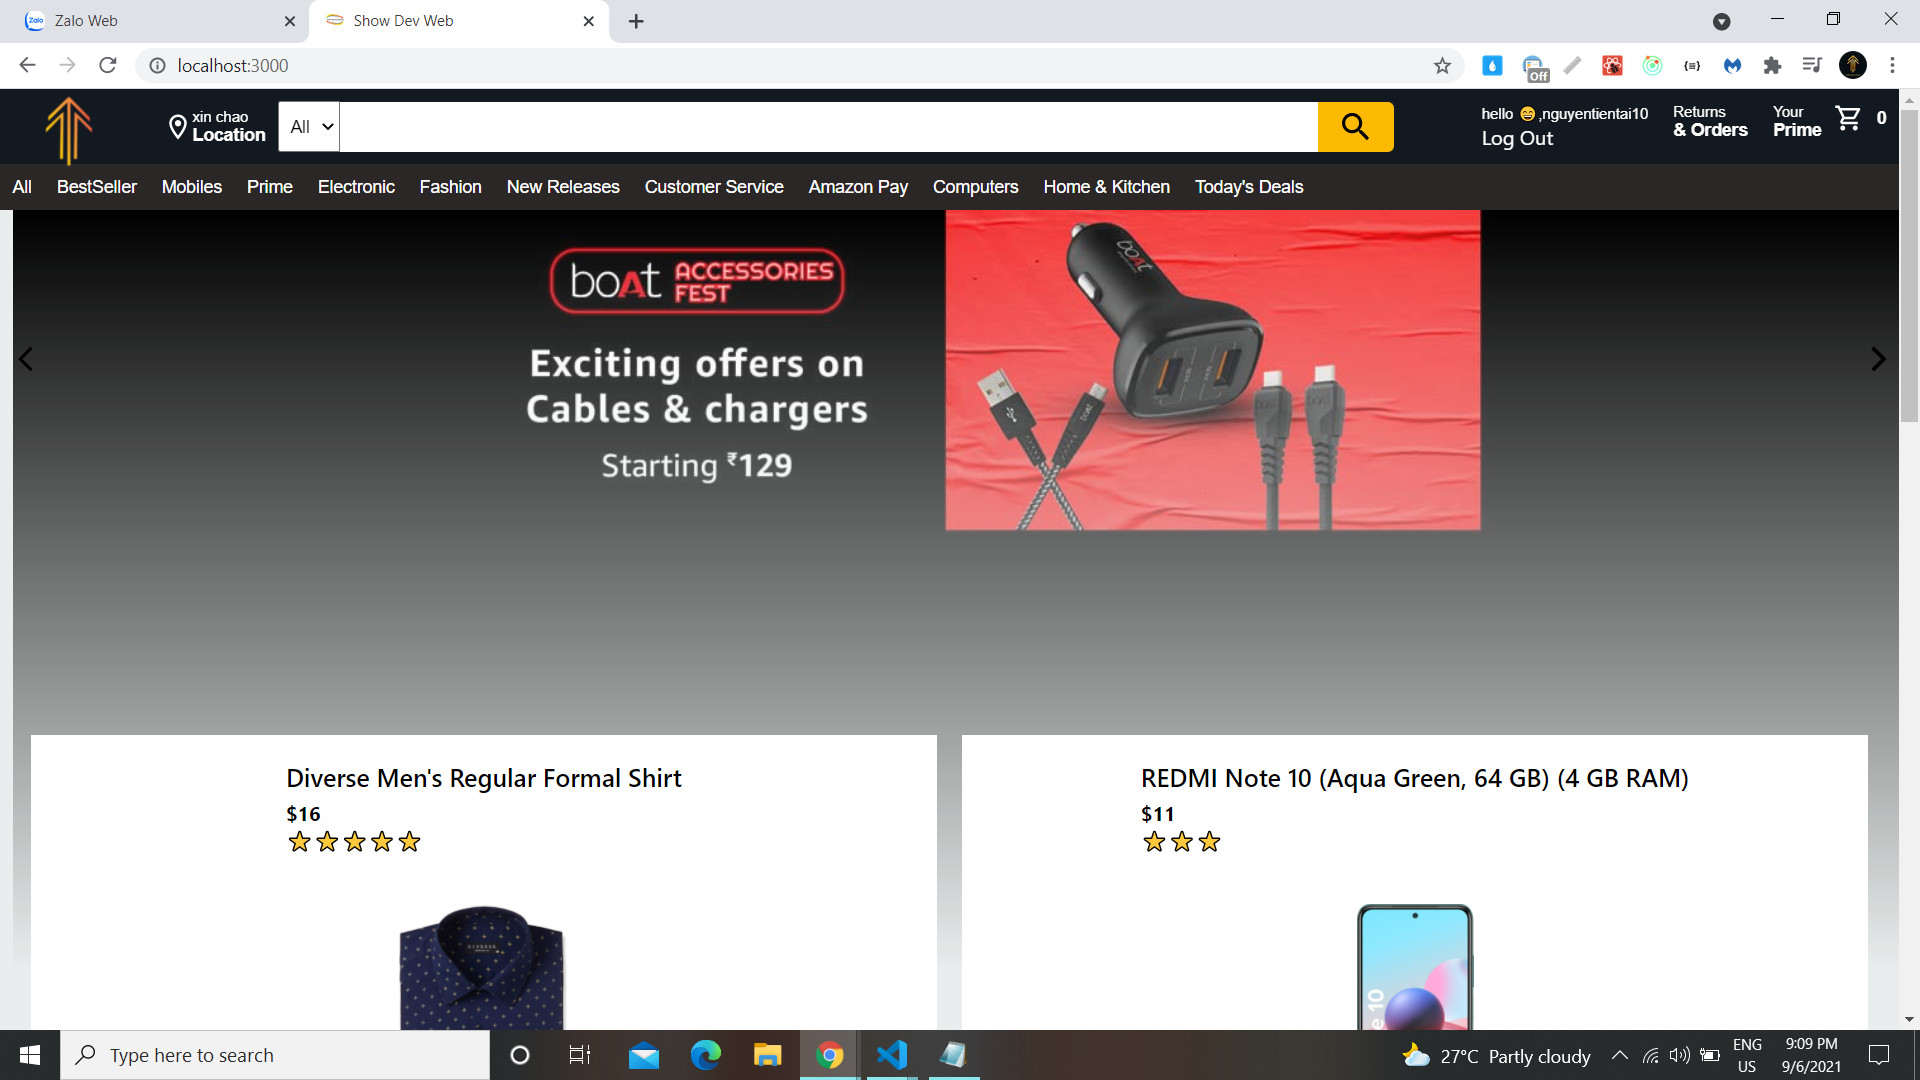 Zalo Web
Show Dev Web
localhost:3000
Off
xin chao
Location
All
hello 😄,nguyentientai10
Log Out
Returns
& Orders
Your
Prime
0
All BestSeller Mobiles Prime Electronic Fashion New Releases Customer Service Amazon Pay Computers Home & Kitchen Today's Deals
boAt ACCESSORIES
FEST
Exciting offers on
Cables & chargers
Starting ₹129
boAt
Diverse Men's Regular Formal Shirt
$16
REDMI Note 10 (Aqua Green, 64 GB) (4 GB RAM)
$11
DIVERSE
Type here to search
27°C Partly cloudy
ENG
US
9:09 PM
9/6/2021